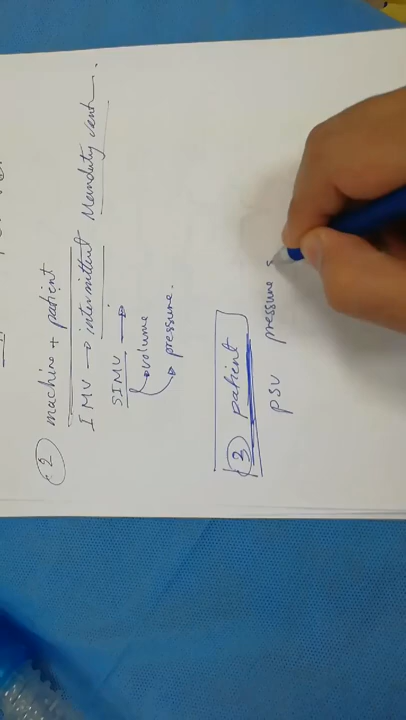 ② machine + patient
IMV → intermittent Mandatory vent.
SIMV →
→ volume
→ pressure.
③ patient
PSV pressure s